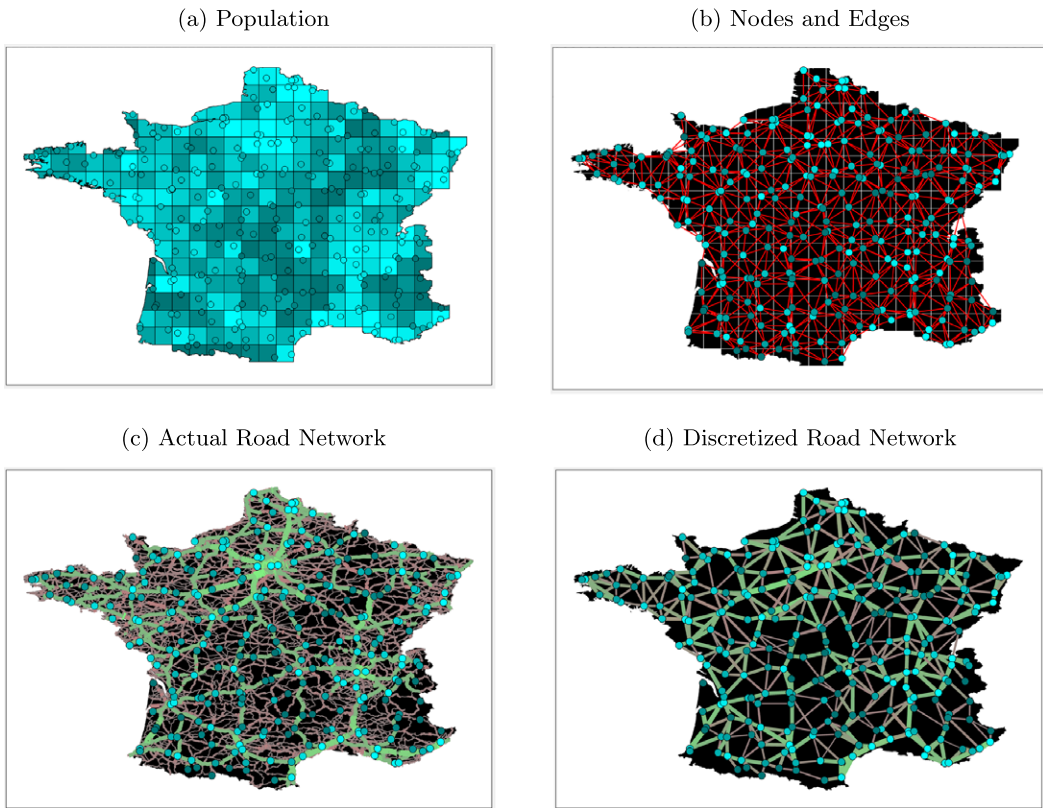 (a) Population
(b) Nodes and Edges
(c) Actual Road Network
(d) Discretized Road Network